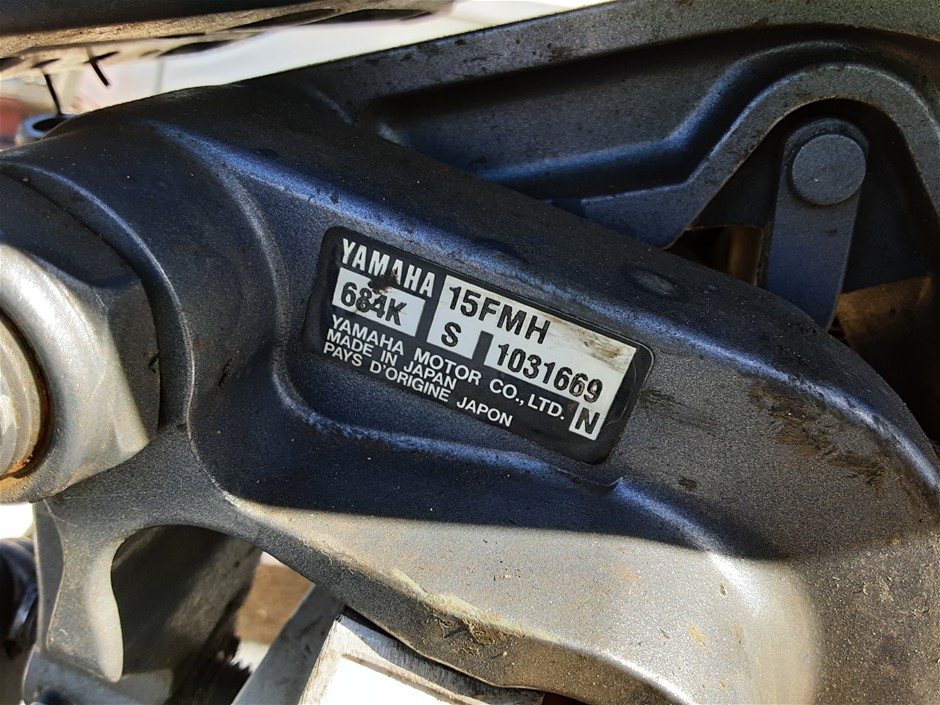 YAMAHA
684K
15FMH
S 1031669
YAMAHA MOTOR CO., LTD. N
MADE IN JAPAN
PAYS D'ORIGINE JAPON